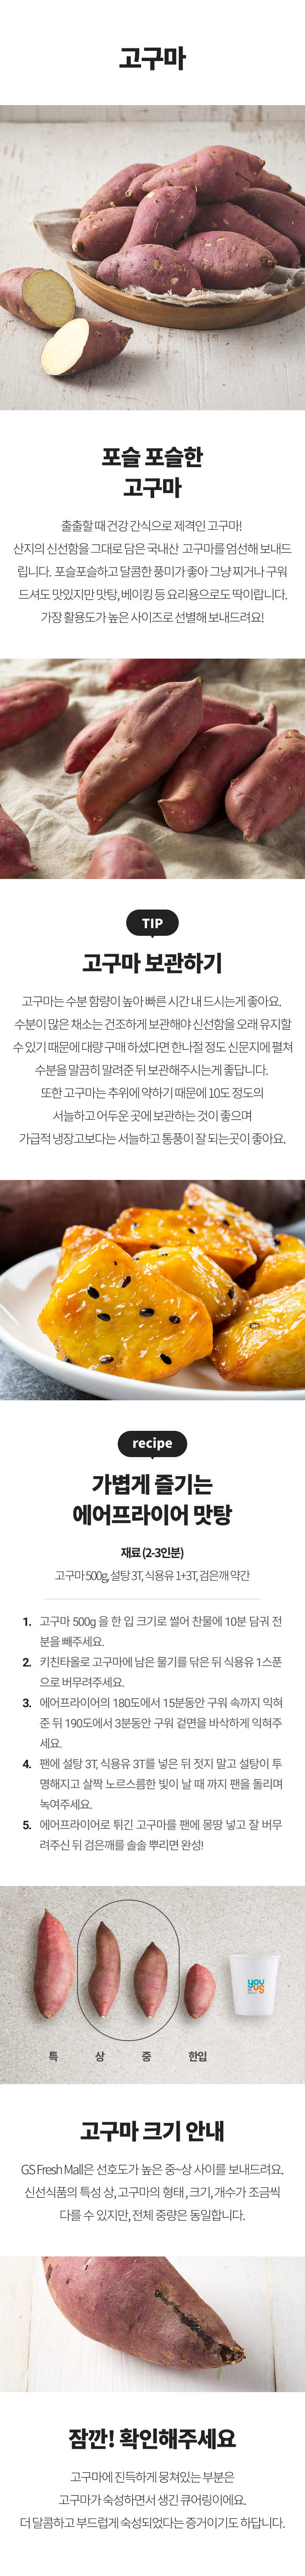 고구마
포슬 포슬한
고구마
출출할 때 건강 간식으로 제격인 고구마!
산지의 신선함을 그대로 담은 국내산 고구마를 엄선해 보내드
립니다. 포슬포슬하고 달콤한 풍미가 좋아 그냥 찌거나 구워
드셔도 맛있지만 맛탕, 베이킹 등 요리용으로도 딱이랍니다.
가장 활용도가 높은 사이즈로 선별해 보내드려요!
TIP
고구마 보관하기
고구마는 수분 함량이 높아 빠른 시간 내 드시는게 좋아요.
수분이 많은 채소는 건조하게 보관해야 신선함을 오래 유지할
수 있기 때문에 대량 구매 하셨다면 한나절 정도 신문지에 펼쳐
수분을 말끔히 말려준 뒤 보관해주시는게 좋답니다.
또한 고구마는 추위에 약하기 때문에 10도 정도의
서늘하고 어두운 곳에 보관하는 것이 좋으며
가급적 냉장고보다는 서늘하고 통풍이 잘 되는곳이 좋아요.
recipe
가볍게 즐기는
에어프라이어 맛탕
재료 (2-3인분)
고구마 500g, 설탕 3T, 식용유 1+3T, 검은깨 약간
1. 고구마 500g 을 한 입 크기로 썰어 찬물에 10분 담궈 전
분을 빼주세요.
2. 키친타올로 고구마에 남은 물기를 닦은 뒤 식용유 1스푼
으로 버무려주세요.
3. 에어프라이어의 180도에서 15분동안 구워 속까지 익혀
준 뒤 190도에서 3분동안 구워 겉면을 바삭하게 익혀주
세요.
4. 팬에 설탕 3T, 식용유 3T를 넣은 뒤 젓지 말고 설탕이 투
명해지고 살짝 노르스름한 빛이 날 때 까지 팬을 돌리며
녹여주세요.
5. 에어프라이어로 튀긴 고구마를 팬에 몽땅 넣고 잘 버무
려주신 뒤 검은깨를 솔솔 뿌리면 완성!
특 상 중 한입
고구마 크기 안내
GS Fresh Mall은 선호도가 높은 중~상 사이를 보내드려요.
신선식품의 특성 상, 고구마의 형태, 크기, 개수가 조금씩
다를 수 있지만, 전체 중량은 동일합니다.
잠깐! 확인해주세요
고구마에 진득하게 뭉쳐있는 부분은
고구마가 숙성하면서 생긴 큐어링이에요.
더 달콤하고 부드럽게 숙성되었다는 증거이기도 하답니다.